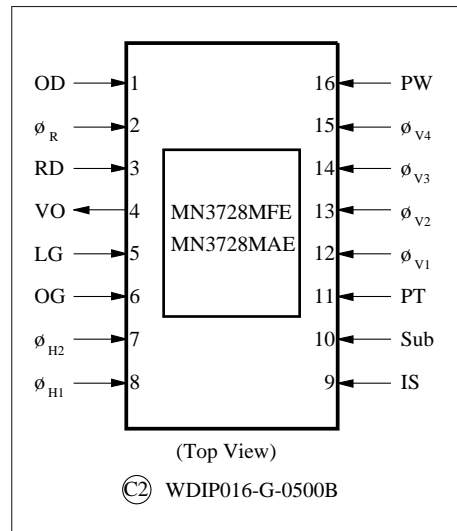 OD 1 16 PW
ø R 2 15 ø V4
RD 3 14 ø V3
VO 4 MN3728MFE 13 ø V2
MN3728MAE
LG 5 12 ø V1
OG 6 11 PT
ø H2 7 10 Sub
ø H1 8 9 IS
(Top View)
C2 WDIP016-G-0500B